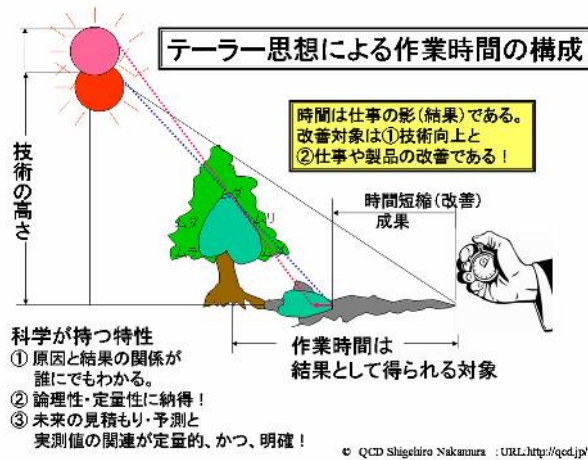 テーラー思想による作業時間の構成
時間は仕事の影(結果)である。
改善対象は①技術向上と
②仕事や製品の改善である！
技術の高さ
時間短縮(改善)
成果
作業時間は
結果として得られる対象
科学が持つ特性
① 原因と結果の関係が
誰にでもわかる。
② 論理性・定量性に納得！
③ 未来の見積もり・予測と
実測値の関連が定量的、かつ、明確！
© QCD Shigehiro Nakamura ：URL:http://qcd.jp/